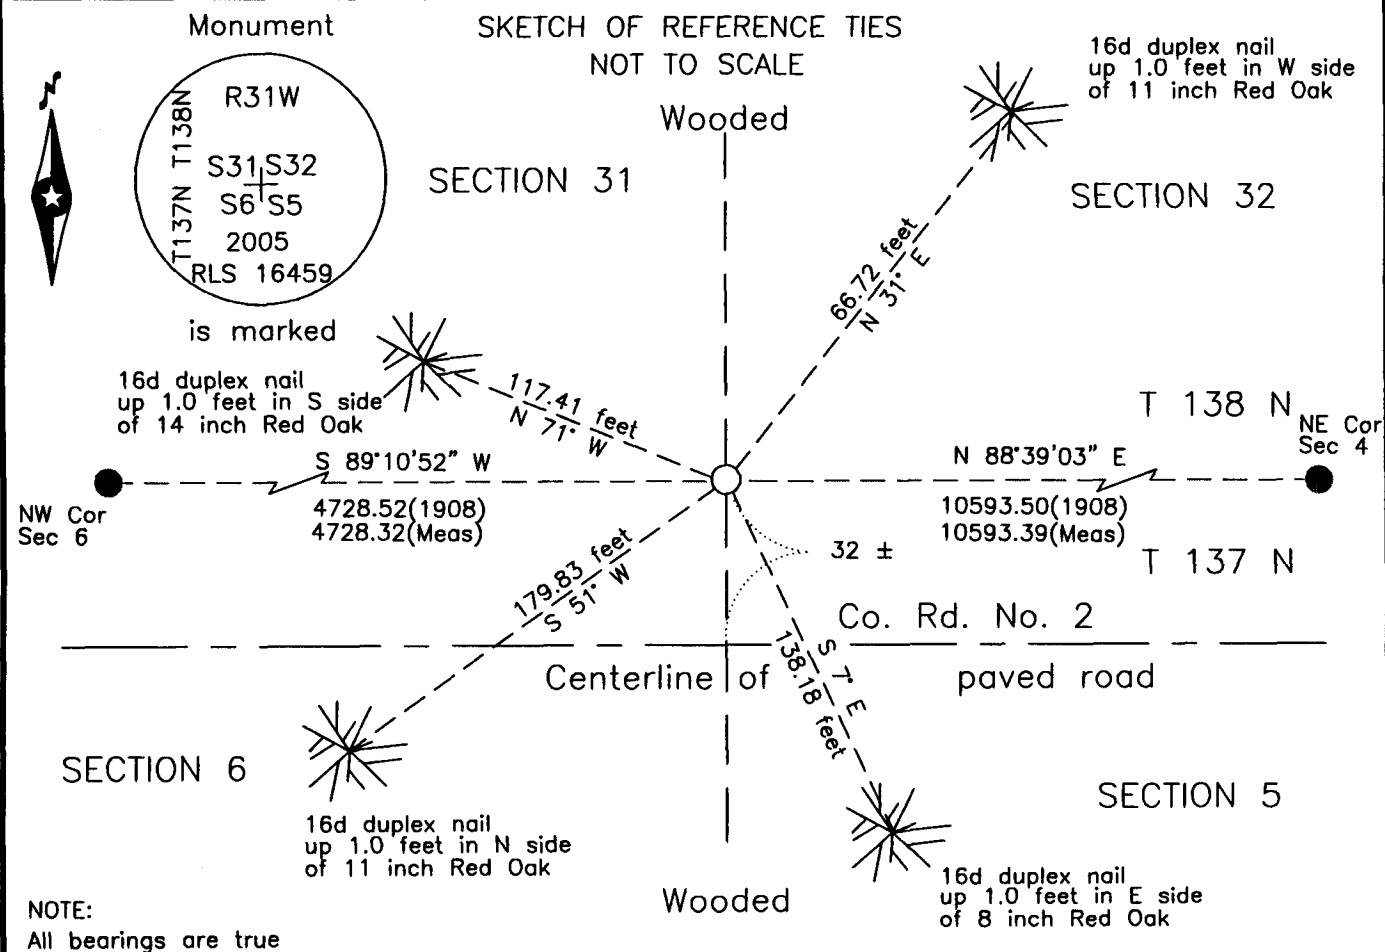 Monument
SKETCH OF REFERENCE TIES
NOT TO SCALE
N
R31W
T137N T138N
S31 S32
S6 S5
2005
RLS 16459
is marked
Wooded
16d duplex nail
up 1.0 feet in W side
of 11 inch Red Oak
SECTION 31
SECTION 32
66.72 feet
N 31° E
16d duplex nail
up 1.0 feet in S side
of 14 inch Red Oak
117.41 feet
N 71° W
T 138 N
NE Cor
Sec 4
S 89°10'52" W
4728.52(1908)
4728.32(Meas)
N 88°39'03" E
10593.50(1908)
10593.39(Meas)
NW Cor
Sec 6
T 137 N
32 ±
179.83 feet
S 51° W
Co. Rd. No. 2
S 7° E
138.18 feet
Centerline of paved road
SECTION 6
SECTION 5
16d duplex nail
up 1.0 feet in N side
of 11 inch Red Oak
16d duplex nail
up 1.0 feet in E side
of 8 inch Red Oak
Wooded
NOTE:
All bearings are true